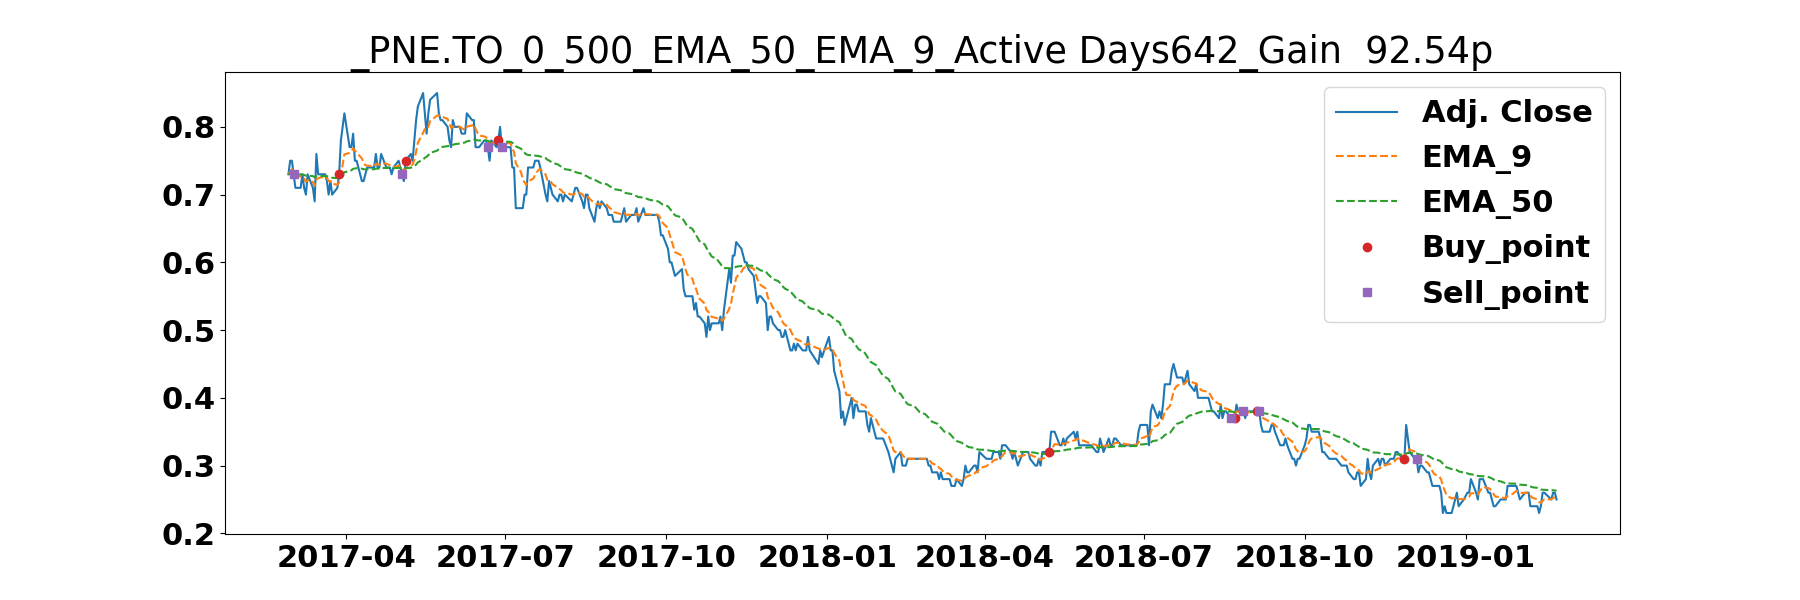 _PNE.TO_0_500_EMA_50_EMA_9_Active Days642_Gain  92.54p
Adj. Close
EMA_9
EMA_50
Buy_point
Sell_point
0.8
0.7
0.6
0.5
0.4
0.3
0.2
2017-04 2017-07 2017-10 2018-01 2018-04 2018-07 2018-10 2019-01